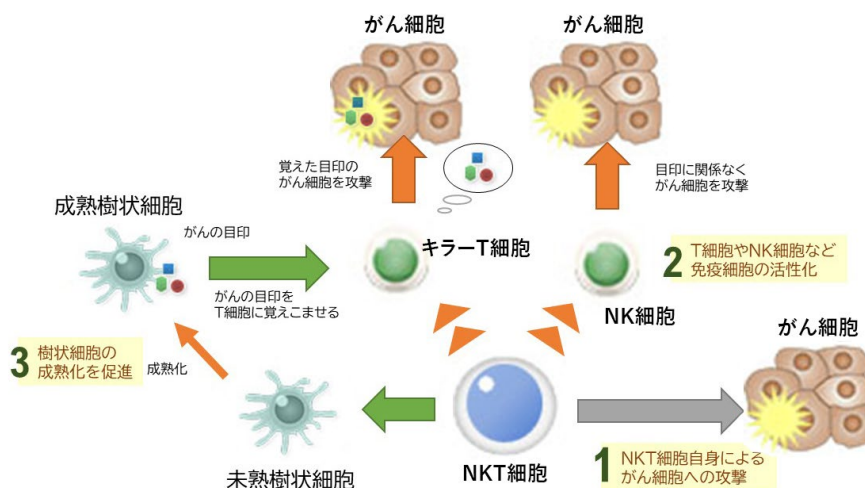 がん細胞
がん細胞
覚えた目印の
がん細胞を攻撃
目印に関係なく
がん細胞を攻撃
成熟樹状細胞
がんの目印
キラーT細胞
2 T細胞やNK細胞など
免疫細胞の活性化
がんの目印を
T細胞に覚えこませる
NK細胞
がん細胞
3 樹状細胞の
成熟化を促進
成熟化
未熟樹状細胞
NKT細胞
1 NKT細胞自身による
がん細胞への攻撃